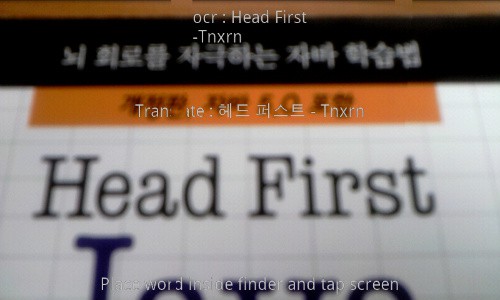 ocr : Head First
-Tnxrn
뇌 회로를 자극하는 자바 학습법
Translate : 헤드 퍼스트 - Tnxrn
Head First
Place word inside finder and tap screen